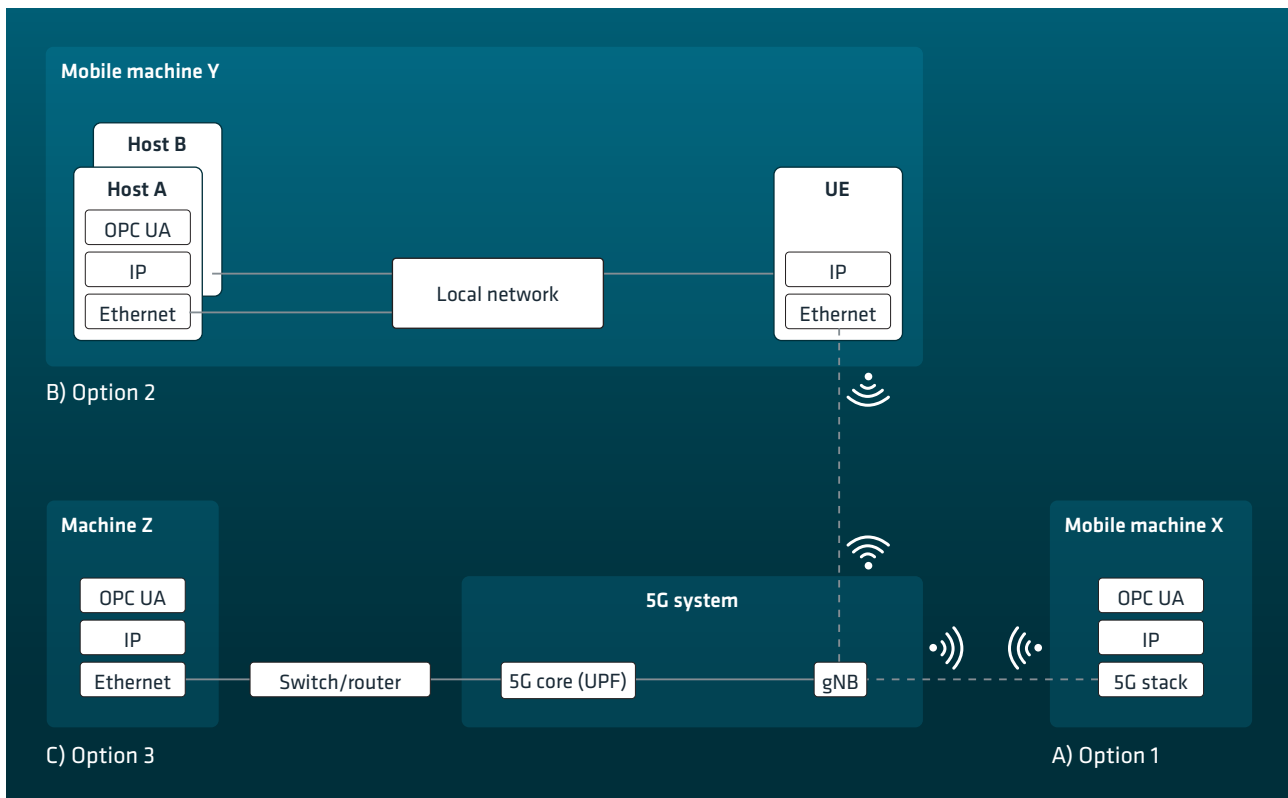 Mobile machine Y
Host B
Host A
OPC UA
IP
Ethernet
Local network
UE
IP
Ethernet
B) Option 2
Machine Z
OPC UA
IP
Ethernet
C) Option 3
Switch/router
5G system
5G core (UPF)
gNB
Mobile machine X
OPC UA
IP
5G stack
A) Option 1